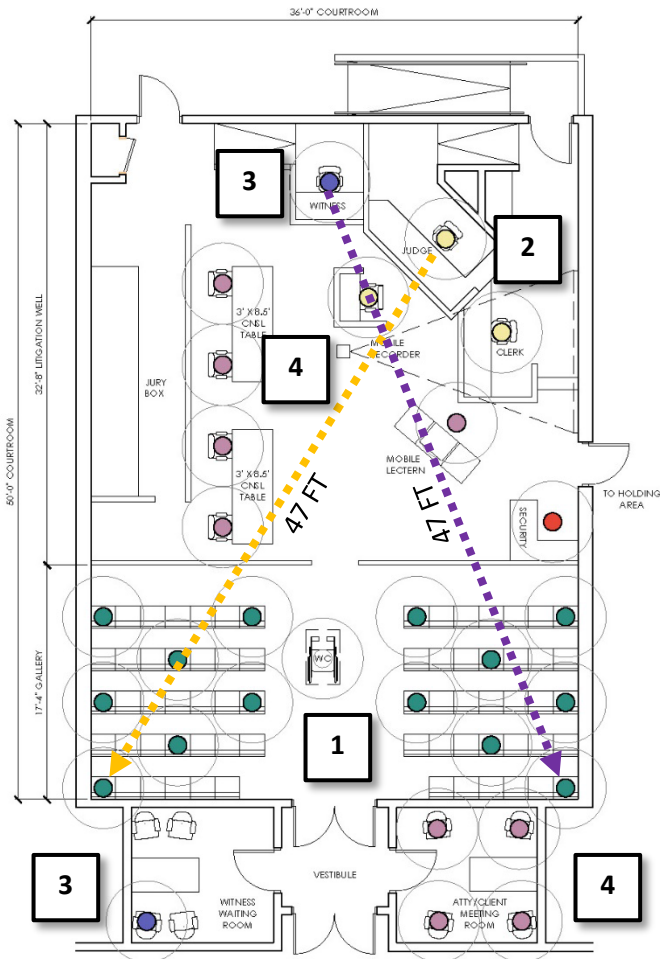 36'-0" COURTROOM
3
WITNESS
JUDGE
2
3' X 8.5'
CNSL
TABLE
MOBILE
RECORDER
CLERK
4
32'-8" LITIGATION WELL
50'-0" COURTROOM
JURY
BOX
MOBILE
LECTERN
3' X 8.5'
CNSL
TABLE
47 FT
47 FT
SECURITY
TO HOLDING
AREA
17'-4" GALLERY
WC
1
3
WITNESS
WAITING
ROOM
VESTIBULE
ATTY/CLIENT
MEETING
ROOM
4